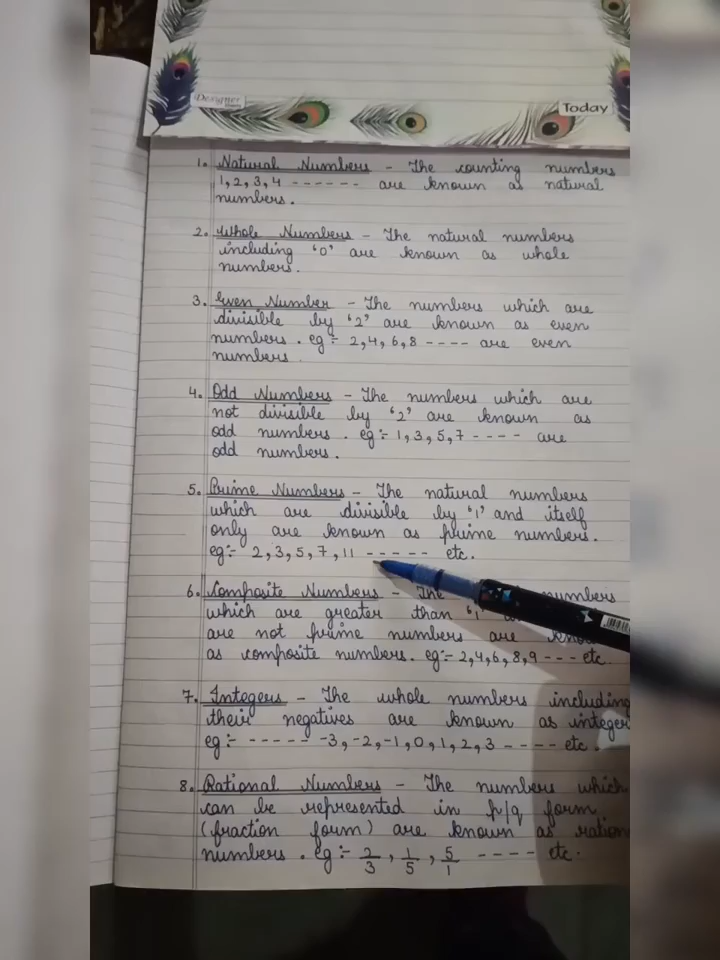 Designer
Today
1. Natural Numbers - The counting numbers
1, 2, 3, 4 ------ are known as natural
numbers.
2. Whole Numbers - The natural numbers
including '0' are known as whole
numbers.
3. Even Number - The numbers which are
divisible by '2' are known as even
numbers. eg:- 2, 4, 6, 8 ---- are even
numbers
4. Odd Numbers - The numbers which are
not divisible by '2' are known as
odd numbers. eg:- 1, 3, 5, 7 ---- are
odd numbers.
5. Prime Numbers - The natural numbers
which are divisible by '1' and itself
only are known as prime numbers.
eg:- 2, 3, 5, 7, 11 ----- etc.
6. Composite Numbers - The numbers
which are greater than '1'
are not prime numbers are
as composite numbers. eg:- 2, 4, 6, 8, 9 --- etc.
7. Integers - The whole numbers including
their negatives are known as integer
eg:- ----- -3, -2, -1, 0, 1, 2, 3 ---- etc.
8. Rational Numbers - The numbers which
can be represented in p/q form
(fraction form) are known as ration
numbers. eg:- 2/3, 1/5, 5/1 ---- etc.